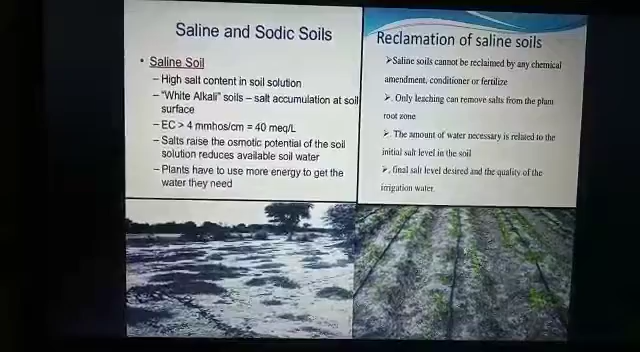 Saline and Sodic Soils
• Saline Soil
– High salt content in soil solution
– "White Alkali" soils – salt accumulation at soil
surface
– EC > 4 mmhos/cm = 40 meq/L
– Salts raise the osmotic potential of the soil
solution reduces available soil water
– Plants have to use more energy to get the
water they need
Reclamation of saline soils
➢Saline soils cannot be reclaimed by any chemical
amendment, conditioner or fertilize
➢. Only leaching can remove salts from the plant
root zone
➢. The amount of water necessary is related to the
initial salt level in the soil
➢. final salt level desired and the quality of the
irrigation water.